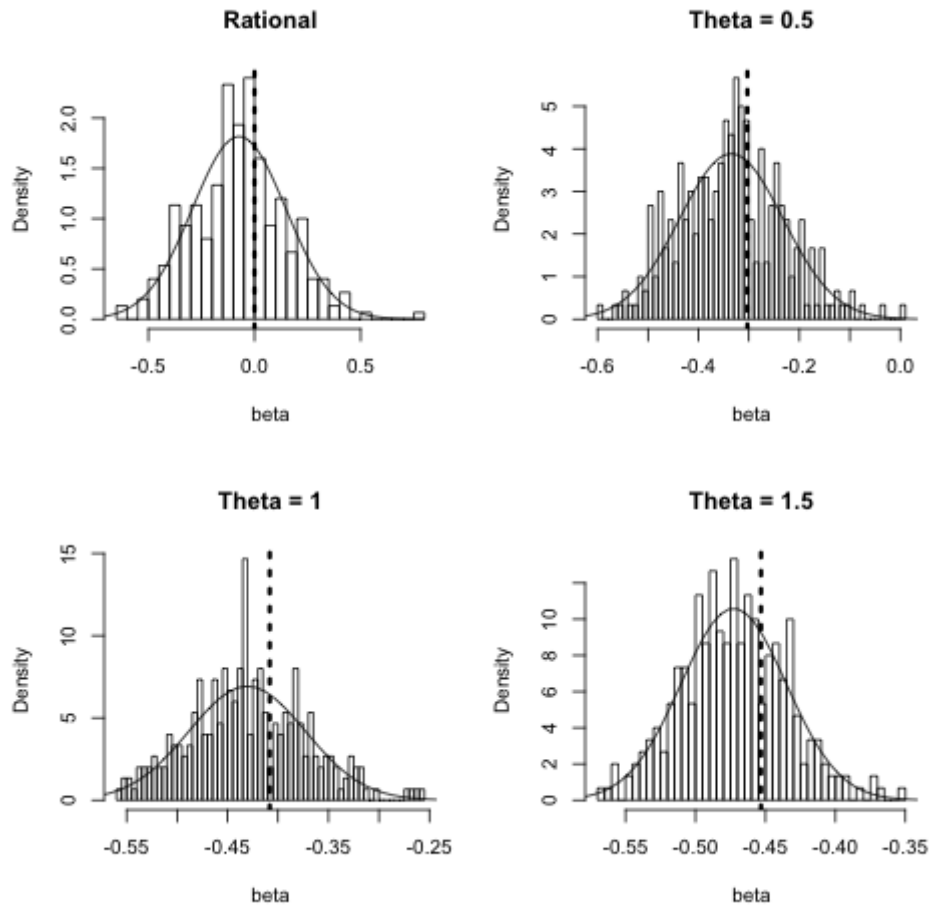 Rational
Density
0.0 0.5 1.0 1.5 2.0
-0.5 0.0 0.5
beta
Theta = 0.5
Density
0 1 2 3 4 5
-0.6 -0.4 -0.2 0.0
beta
Theta = 1
Density
0 5 10 15
-0.55 -0.45 -0.35 -0.25
beta
Theta = 1.5
Density
0 2 4 6 8 10
-0.55 -0.50 -0.45 -0.40 -0.35
beta